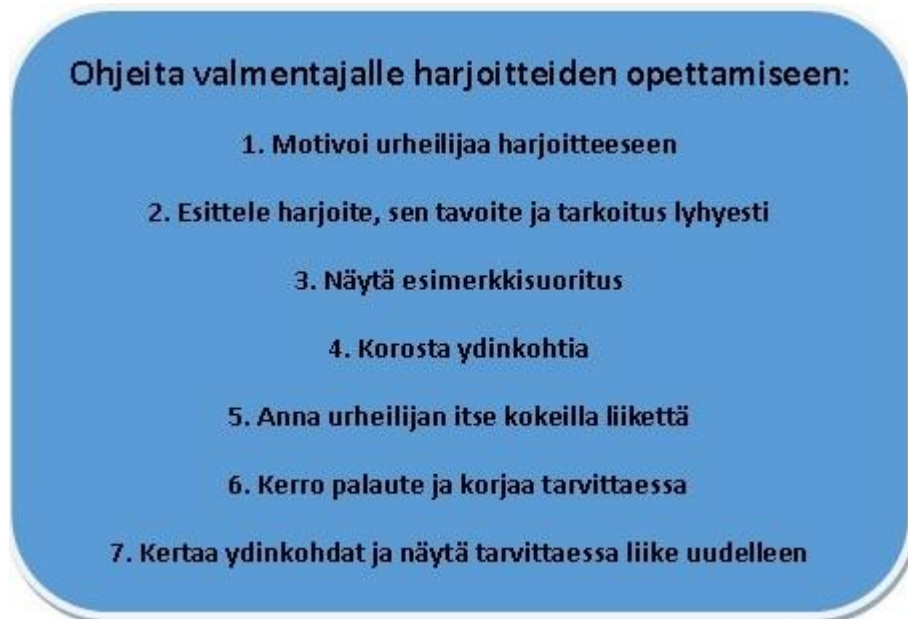 Ohjeita valmentajalle harjoitteiden opettamiseen:
1. Motivoi urheilijaa harjoitteeseen
2. Esittele harjoite, sen tavoite ja tarkoitus lyhyesti
3. Näytä esimerkkisuoritus
4. Korosta ydinkohtia
5. Anna urheilijan itse kokeilla liikettä
6. Kerro palaute ja korjaa tarvittaessa
7. Kertaa ydinkohdat ja näytä tarvittaessa liike uudelleen